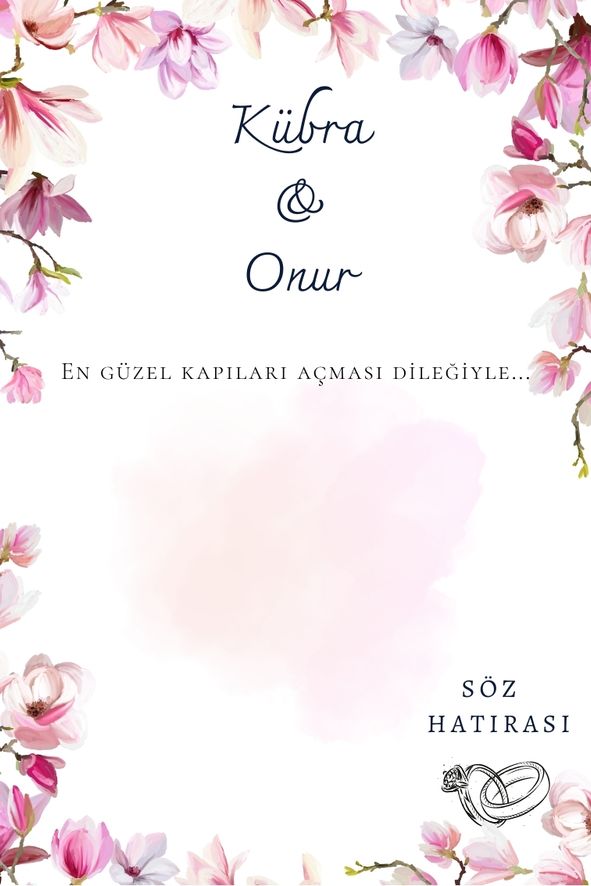 Kübra
&
Onur
En güzel kapıları açması dileğiyle...
SÖZ
HATIRASI